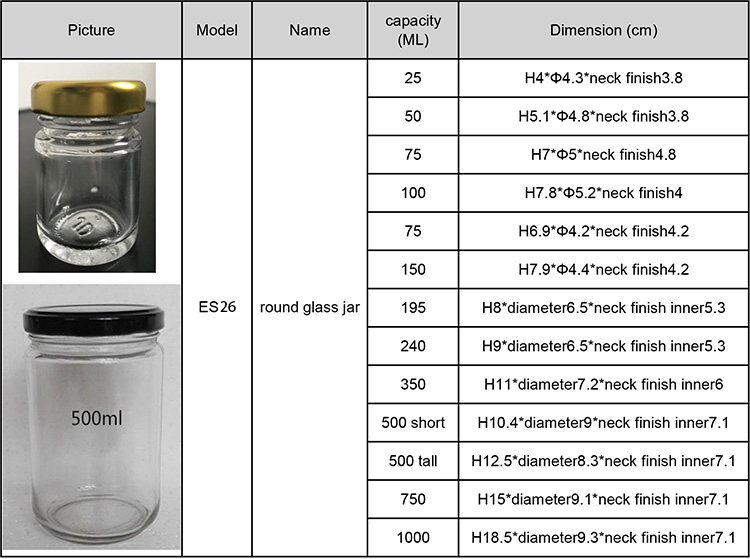 Picture Model Name capacity (ML) Dimension (cm)
25 H4*Φ4.3*neck finish3.8
50 H5.1*Φ4.8*neck finish3.8
75 H7*Φ5*neck finish4.8
100 H7.8*Φ5.2*neck finish4
75 H6.9*Φ4.2*neck finish4.2
150 H7.9*Φ4.4*neck finish4.2
ES26 round glass jar 195 H8*diameter6.5*neck finish inner5.3
240 H9*diameter6.5*neck finish inner5.3
350 H11*diameter7.2*neck finish inner6
500ml
500 short H10.4*diameter9*neck finish inner7.1
500 tall H12.5*diameter8.3*neck finish inner7.1
750 H15*diameter9.1*neck finish inner7.1
1000 H18.5*diameter9.3*neck finish inner7.1